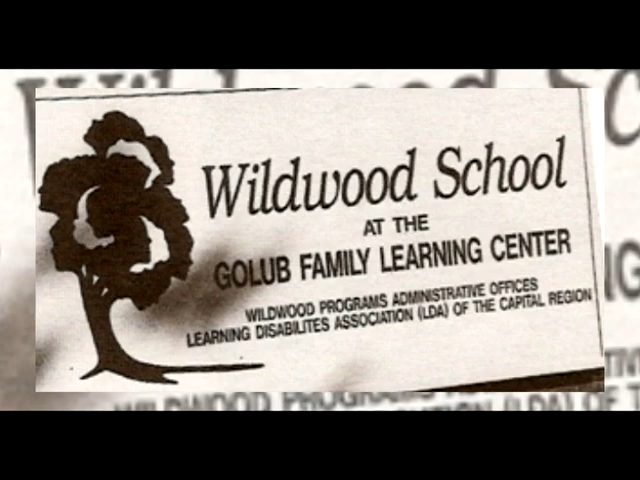 Wildwood School
AT THE
GOLUB FAMILY LEARNING CENTER
WILDWOOD PROGRAMS ADMINISTRATIVE OFFICES
LEARNING DISABILITES ASSOCIATION (LDA) OF THE CAPITAL REGION